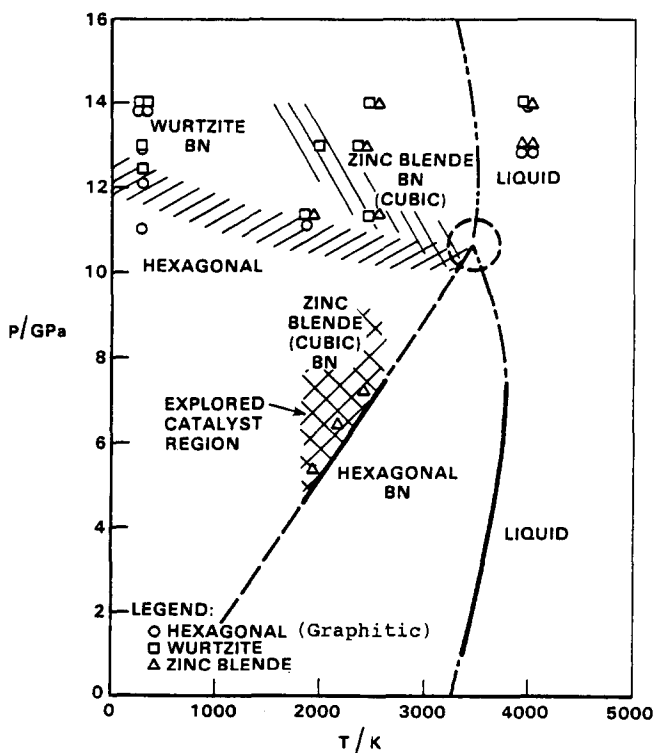 16
14
12
10
8
6
4
2
0
P/GPa
WURTZITE
BN
ZINC BLENDE
BN
(CUBIC)
LIQUID
HEXAGONAL
ZINC
BLENDE
(CUBIC)
BN
EXPLORED
CATALYST
REGION
HEXAGONAL
BN
LIQUID
LEGEND:
HEXAGONAL (Graphitic)
WURTZITE
ZINC BLENDE
0 1000 2000 3000 4000 5000
T/K